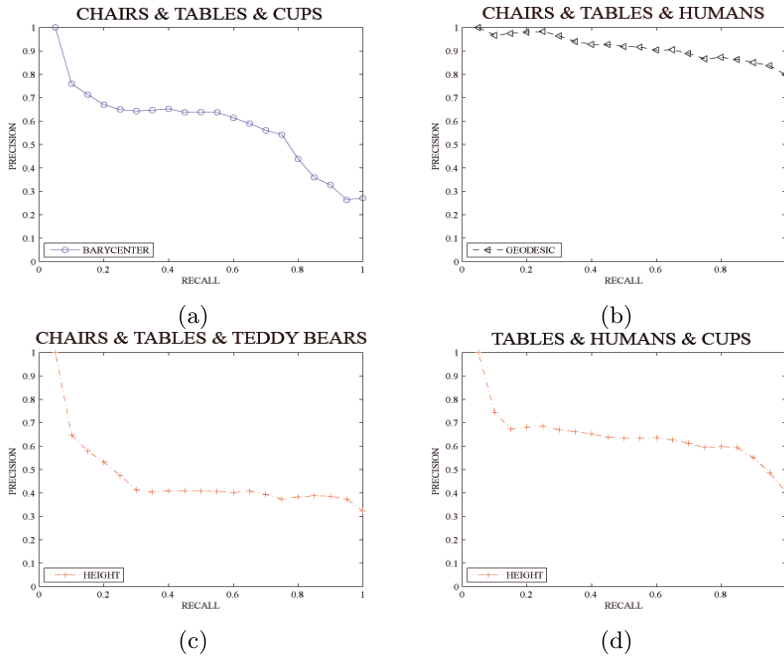 CHAIRS & TABLES & CUPS
1
0.9
0.8
0.7
0.6
0.5
0.4
0.3
0.2
0.1
0
PRECISION
BARYCENTER
0 0.2 0.4 0.6 0.8 1
RECALL
(a)
CHAIRS & TABLES & HUMANS
1
0.9
0.8
0.7
0.6
0.5
0.4
0.3
0.2
0.1
0
PRECISION
GEODESIC
0 0.2 0.4 0.6 0.8
RECALL
(b)
CHAIRS & TABLES & TEDDY BEARS
1
0.9
0.8
0.7
0.6
0.5
0.4
0.3
0.2
0.1
0
PRECISION
HEIGHT
0 0.2 0.4 0.6 0.8 1
RECALL
(c)
TABLES & HUMANS & CUPS
1
0.9
0.8
0.7
0.6
0.5
0.4
0.3
0.2
0.1
0
PRECISION
HEIGHT
0 0.2 0.4 0.6 0.8
RECALL
(d)